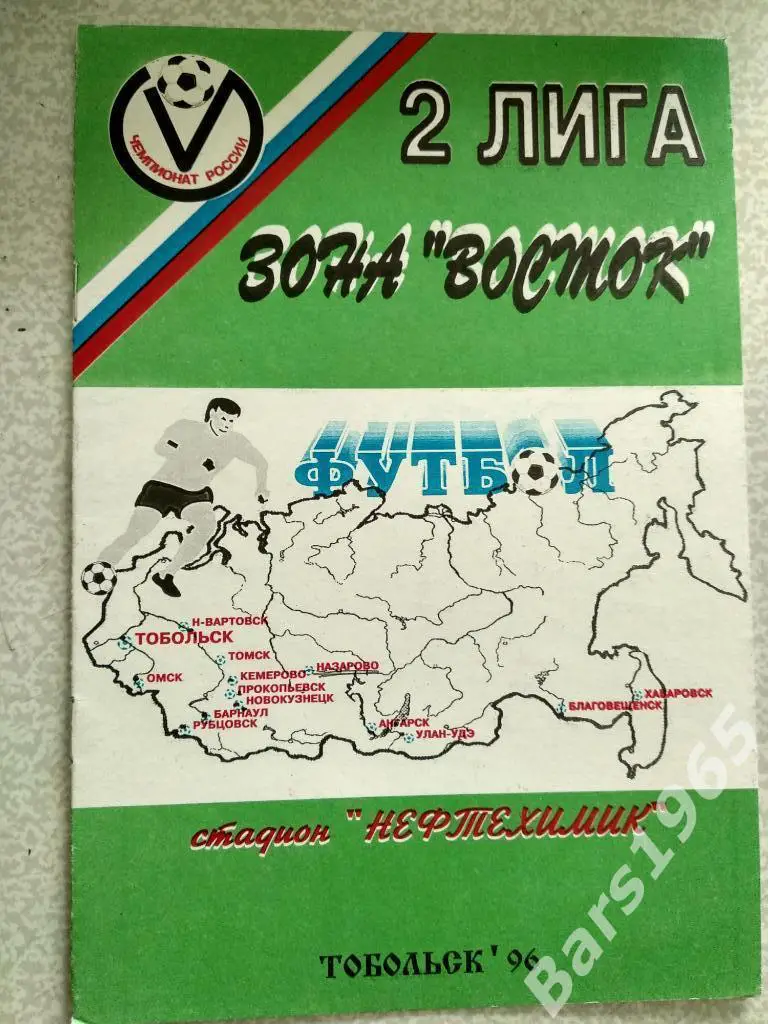 ЧЕМПИОНАТ РОССИИ
2 ЛИГА
ЗОНА "ВОСТОК"
ФУТБОЛ
Н-ВАРТОВСК
ТОБОЛЬСК
ТОМСК
НАЗАРОВО
ОМСК
КЕМЕРОВО
ПРОКОПЬЕВСК
НОВОКУЗНЕЦК
БАРНАУЛ
РУБЦОВСК
АНГАРСК
УЛАН-УДЭ
БЛАГОВЕЩЕНСК
ХАБАРОВСК
стадион "НЕФТЕХИМИК"
ТОБОЛЬСК '96
Bars1965